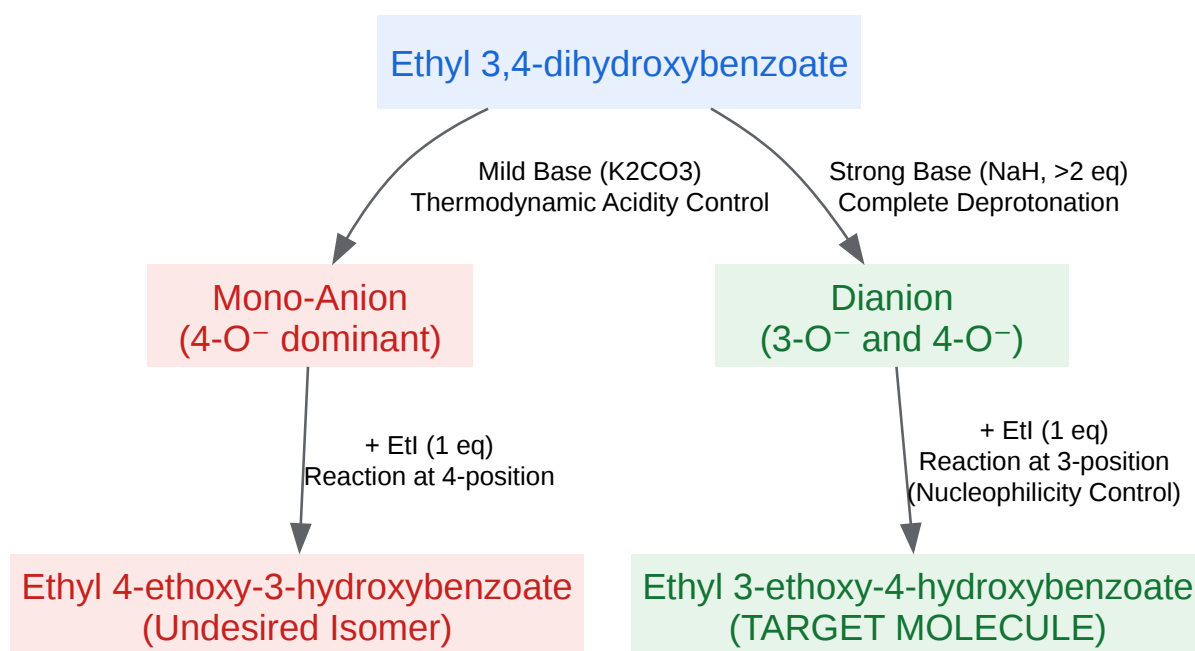 Ethyl 3,4-dihydroxybenzoate
Mild Base (K2CO3)
Thermodynamic Acidity Control
Strong Base (NaH, >2 eq)
Complete Deprotonation
Mono-Anion
(4-O⁻ dominant)
Dianion
(3-O⁻ and 4-O⁻)
+ EtI (1 eq)
Reaction at 4-position
+ EtI (1 eq)
Reaction at 3-position
(Nucleophilicity Control)
Ethyl 4-ethoxy-3-hydroxybenzoate
(Undesired Isomer)
Ethyl 3-ethoxy-4-hydroxybenzoate
(TARGET MOLECULE)